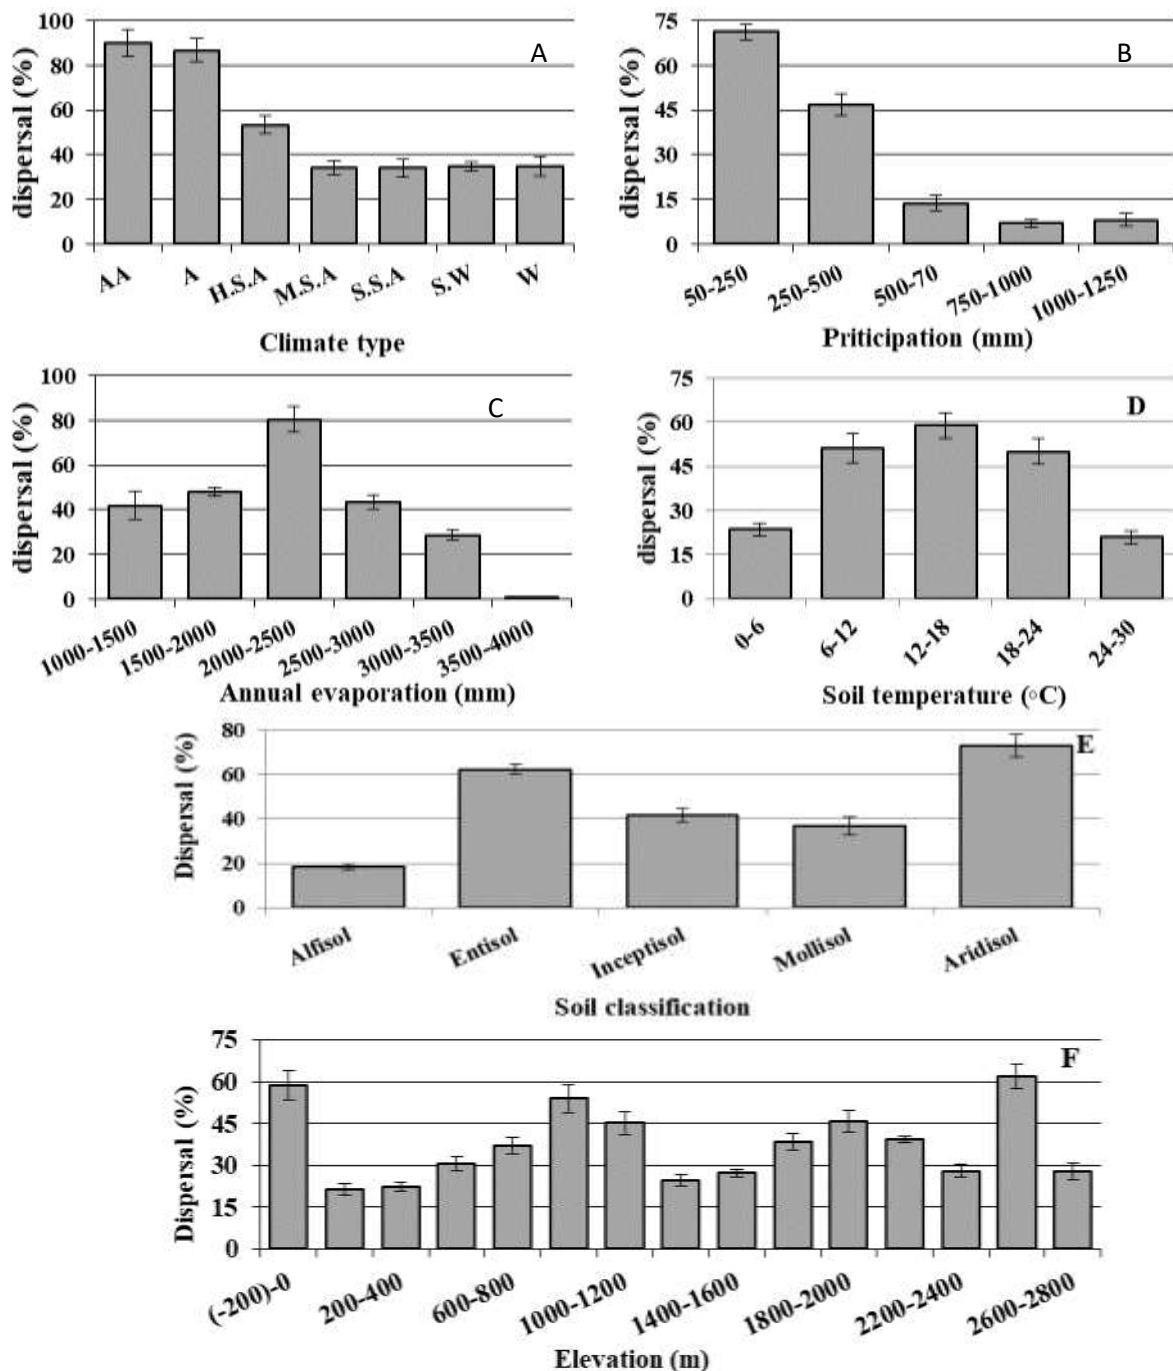 A
dispersal (%)
100
80
60
40
20
0
AA
A
H.S.A
M.S.A
S.S.A
S.W
W
Climate type
B
dispersal (%)
75
60
45
30
15
0
50-250
250-500
500-70
750-1000
1000-1250
Priticipation (mm)
C
dispersal (%)
100
80
60
40
20
0
1000-1500
1500-2000
2000-2500
2500-3000
3000-3500
3500-4000
Annual evaporation (mm)
D
dispersal (%)
75
60
45
30
15
0
0-6
6-12
12-18
18-24
24-30
Soil temperature (◦C)
E
Dispersal (%)
80
60
40
20
0
Alfisol
Entisol
Inceptisol
Mollisol
Aridisol
Soil classification
F
Dispersal (%)
75
60
45
30
15
0
(-200)-0
200-400
600-800
1000-1200
1400-1600
1800-2000
2200-2400
2600-2800
Elevation (m)